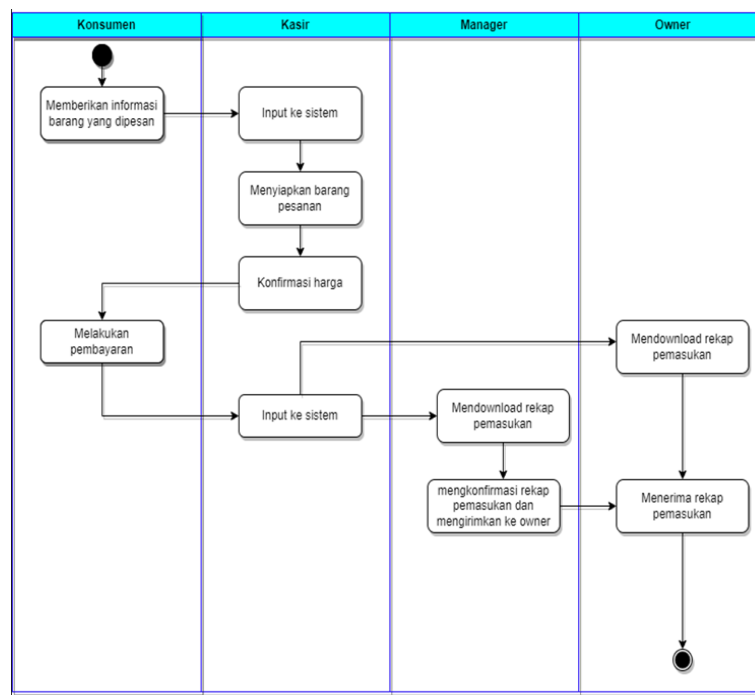 Konsumen
Kasir
Manager
Owner
Memberikan informasi
barang yang dipesan
Input ke sistem
Menyiapkan barang
pesanan
Konfirmasi harga
Melakukan
pembayaran
Mendownload rekap
pemasukan
Input ke sistem
Mendownload rekap
pemasukan
mengkonfirmasi rekap
pemasukan dan
mengirimkan ke owner
Menerima rekap
pemasukan